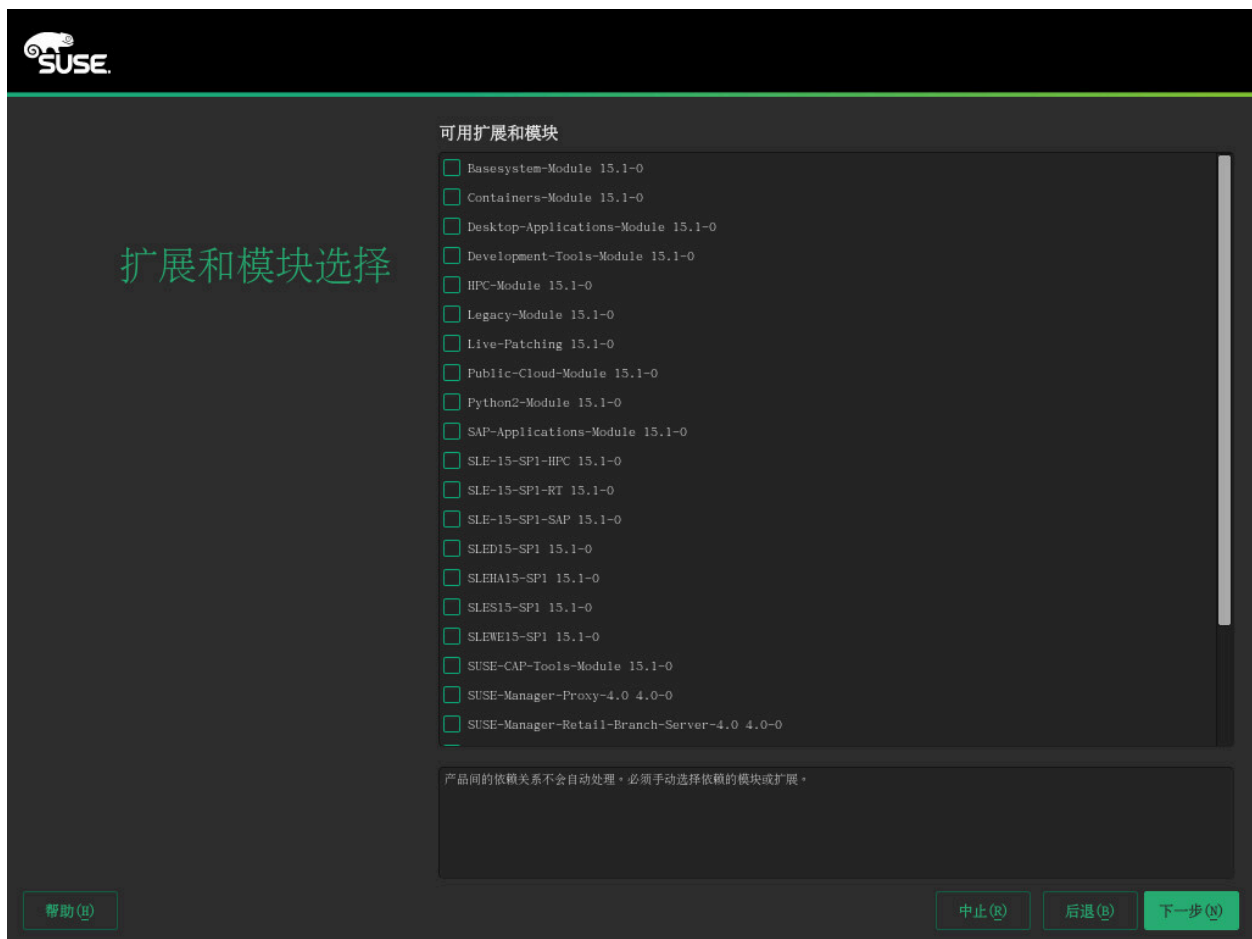 SUSE.
可用扩展和模块
扩展和模块选择
Basesystem-Module 15.1-0
Containers-Module 15.1-0
Desktop-Applications-Module 15.1-0
Development-Tools-Module 15.1-0
HPC-Module 15.1-0
Legacy-Module 15.1-0
Live-Patching 15.1-0
Public-Cloud-Module 15.1-0
Python2-Module 15.1-0
SAP-Applications-Module 15.1-0
SLE-15-SP1-HPC 15.1-0
SLE-15-SP1-RT 15.1-0
SLE-15-SP1-SAP 15.1-0
SLED15-SP1 15.1-0
SLEHA15-SP1 15.1-0
SLES15-SP1 15.1-0
SLEWE15-SP1 15.1-0
SUSE-CAP-Tools-Module 15.1-0
SUSE-Manager-Proxy-4.0 4.0-0
SUSE-Manager-Retail-Branch-Server-4.0 4.0-0
产品间的依赖关系不会自动处理。必须手动选择依赖的模块或扩展。
帮助(H)
中止(R)
后退(B)
下一步(N)